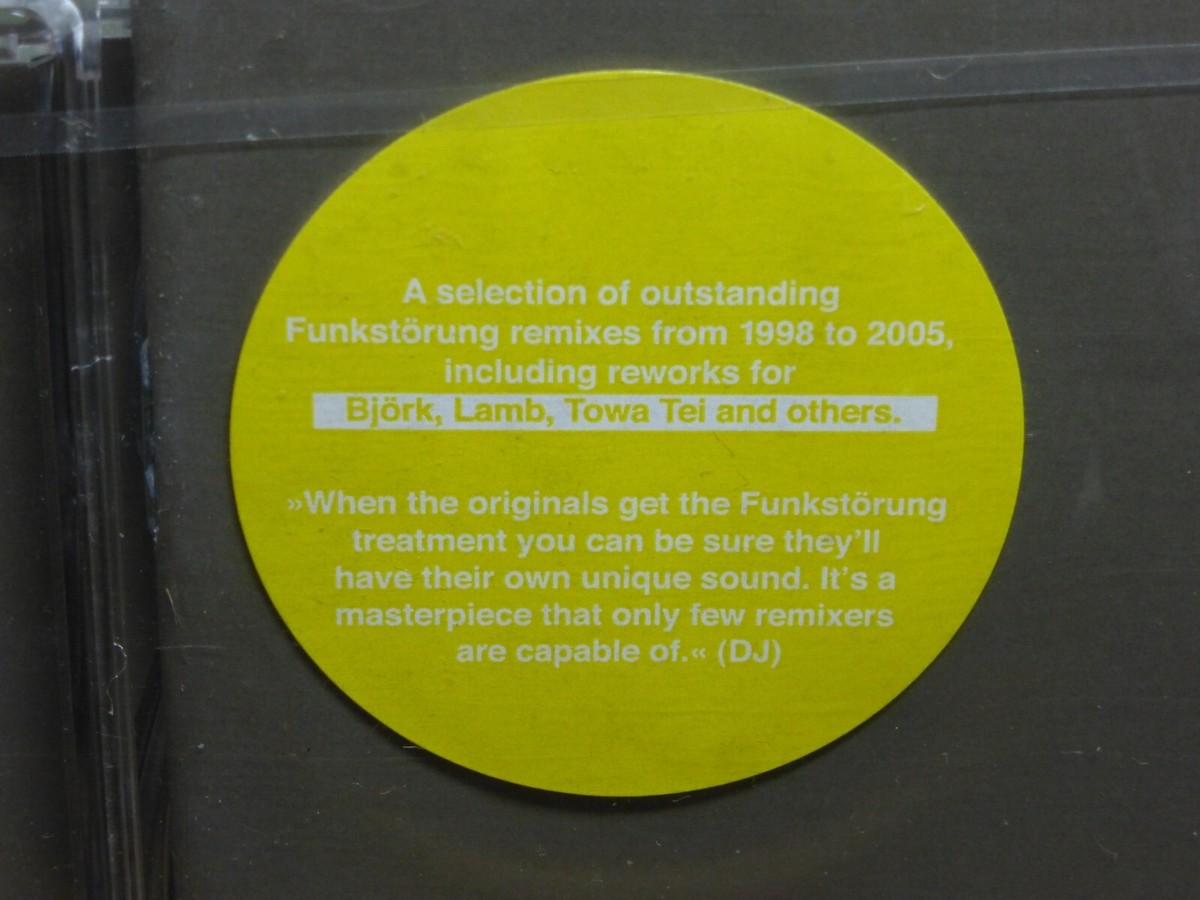 A selection of outstanding
Funkstörung remixes from 1998 to 2005,
including reworks for
Björk, Lamb, Towa Tei and others.
»When the originals get the Funkstörung
treatment you can be sure they'll
have their own unique sound. It's a
masterpiece that only few remixers
are capable of.« (DJ)